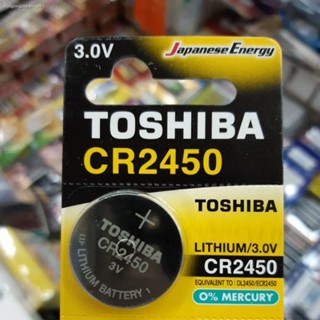 3.0V
Japanese Energy
TOSHIBA
CR2450
+
TOSHIBA
CR2450
LITHIUM BATTERY
3V
TOSHIBA
LITHIUM/3.0V
CR2450
EQUIVALENT TO : DL2450/ECR2450
0% MERCURY